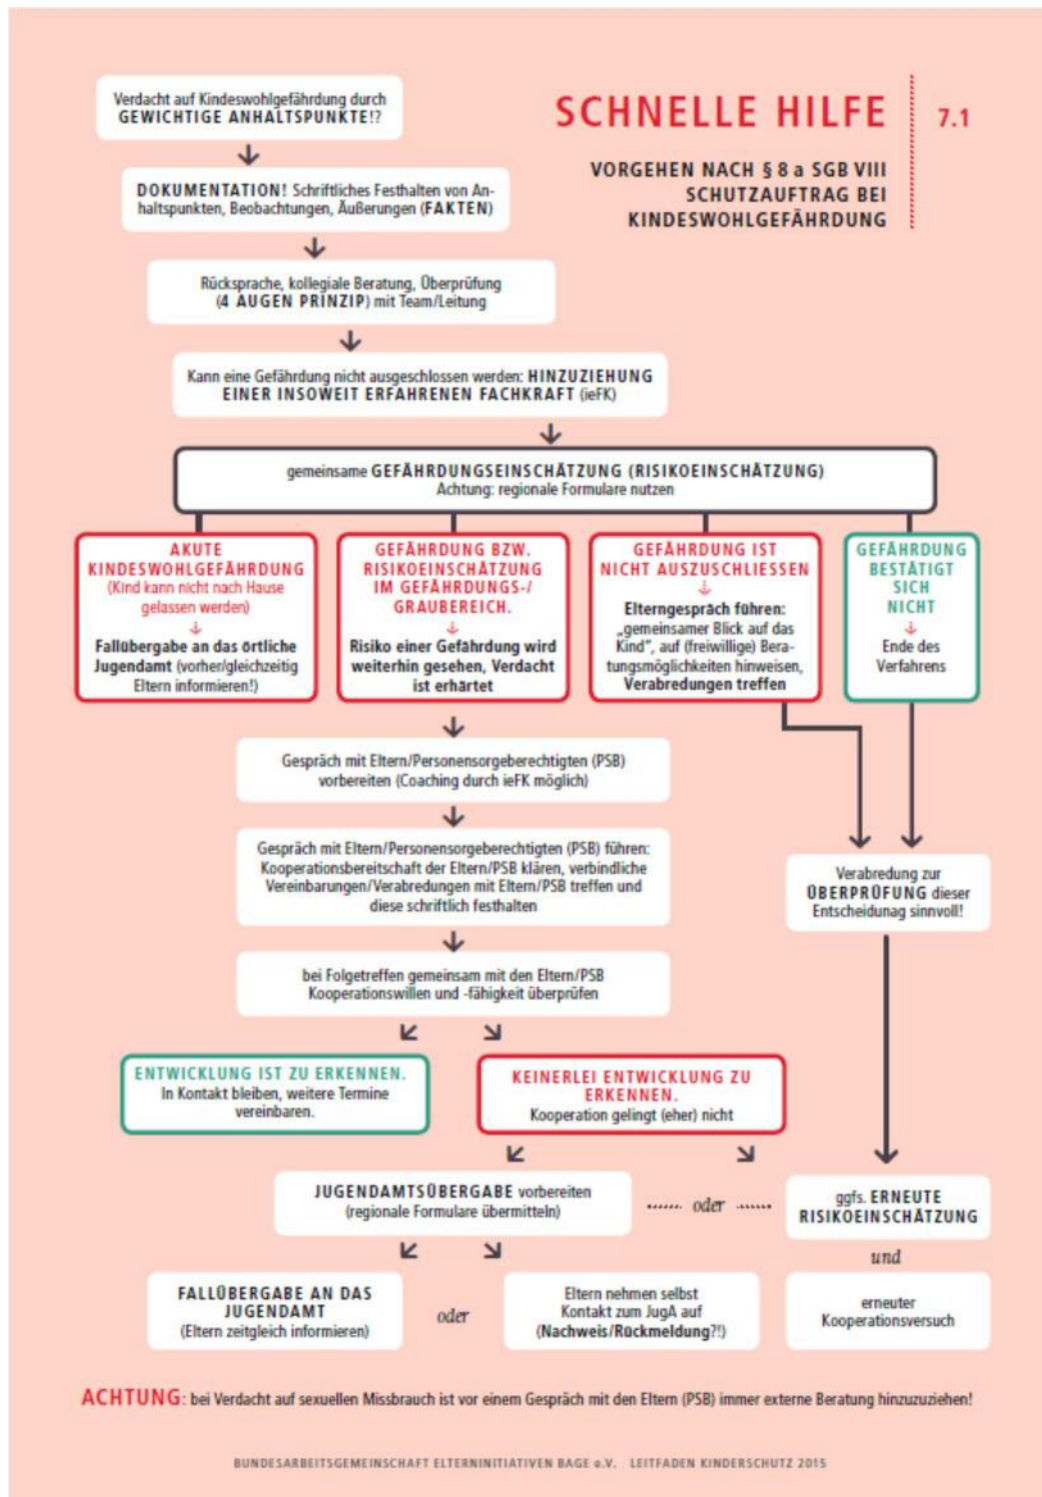 Verdacht auf Kindeswohlgefährdung durch
GEWICHTIGE ANHALTSPUNKTE!?
SCHNELLE HILFE
7.1
VORGEHEN NACH § 8 a SGB VIII
SCHUTZAUFTRAG BEI
KINDESWOHLGEFÄHRDUNG
DOKUMENTATION! Schriftliches Festhalten von An-
haltspunkten, Beobachtungen, Äußerungen (FAKTEN)
Rücksprache, kollegiale Beratung, Überprüfung
(4 AUGEN PRINZIP) mit Team/Leitung
Kann eine Gefährdung nicht ausgeschlossen werden: HINZUZIEHUNG
EINER INSOWEIT ERFAHRENEN FACHKRAFT (ieFK)
gemeinsame GEFÄHRDUNGSEINSCHÄTZUNG (RISIKOEINSCHÄTZUNG)
Achtung: regionale Formulare nutzen
AKUTE
KINDESWOHLGEFÄHRDUNG
(Kind kann nicht nach Hause
gelassen werden)
Fallübergabe an das örtliche
Jugendamt (vorher/gleichzeitig
Eltern informieren!)
GEFÄHRDUNG BZW.
RISIKOEINSCHÄTZUNG
IM GEFÄHRDUNGS-/
GRAUBEREICH.
Risiko einer Gefährdung wird
weiterhin gesehen, Verdacht
ist erhärtet
GEFÄHRDUNG IST
NICHT AUSZUSCHLIESSEN
Elterngespräch führen:
„gemeinsamer Blick auf das
Kind“, auf (freiwillige) Bera-
tungsmöglichkeiten hinweisen,
Verabredungen treffen
GEFÄHRDUNG
BESTÄTIGT
SICH
NICHT
Ende des
Verfahrens
Gespräch mit Eltern/Personensorgeberechtigten (PSB)
vorbereiten (Coaching durch ieFK möglich)
Gespräch mit Eltern/Personensorgeberechtigten (PSB) führen:
Kooperationsbereitschaft der Eltern/PSB klären, verbindliche
Vereinbarungen/Verabredungen mit Eltern/PSB treffen und
diese schriftlich festhalten
Verabredung zur
ÜBERPRÜFUNG dieser
Entscheidunag sinnvoll!
bei Folgetreffen gemeinsam mit den Eltern/PSB
Kooperationswillen und -fähigkeit überprüfen
ENTWICKLUNG IST ZU ERKENNEN.
In Kontakt bleiben, weitere Termine
vereinbaren.
KEINERLEI ENTWICKLUNG ZU
ERKENNEN.
Kooperation gelingt (eher) nicht
JUGENDAMTSÜBERGABE vorbereiten
(regionale Formulare übermitteln)
oder
ggfs. ERNEUTE
RISIKOEINSCHÄTZUNG
und
FALLÜBERGABE AN DAS
JUGENDAMT
(Eltern zeitgleich informieren)
oder
Eltern nehmen selbst
Kontakt zum JugA auf
(Nachweis/Rückmeldung?!)
erneuter
Kooperationsversuch
ACHTUNG: bei Verdacht auf sexuellen Missbrauch ist vor einem Gespräch mit den Eltern (PSB) immer externe Beratung hinzuzuziehen!
BUNDESARBEITSGEMEINSCHAFT ELTERNINITIATIVEN BAGE e.V. LEITFADEN KINDERSCHUTZ 2015